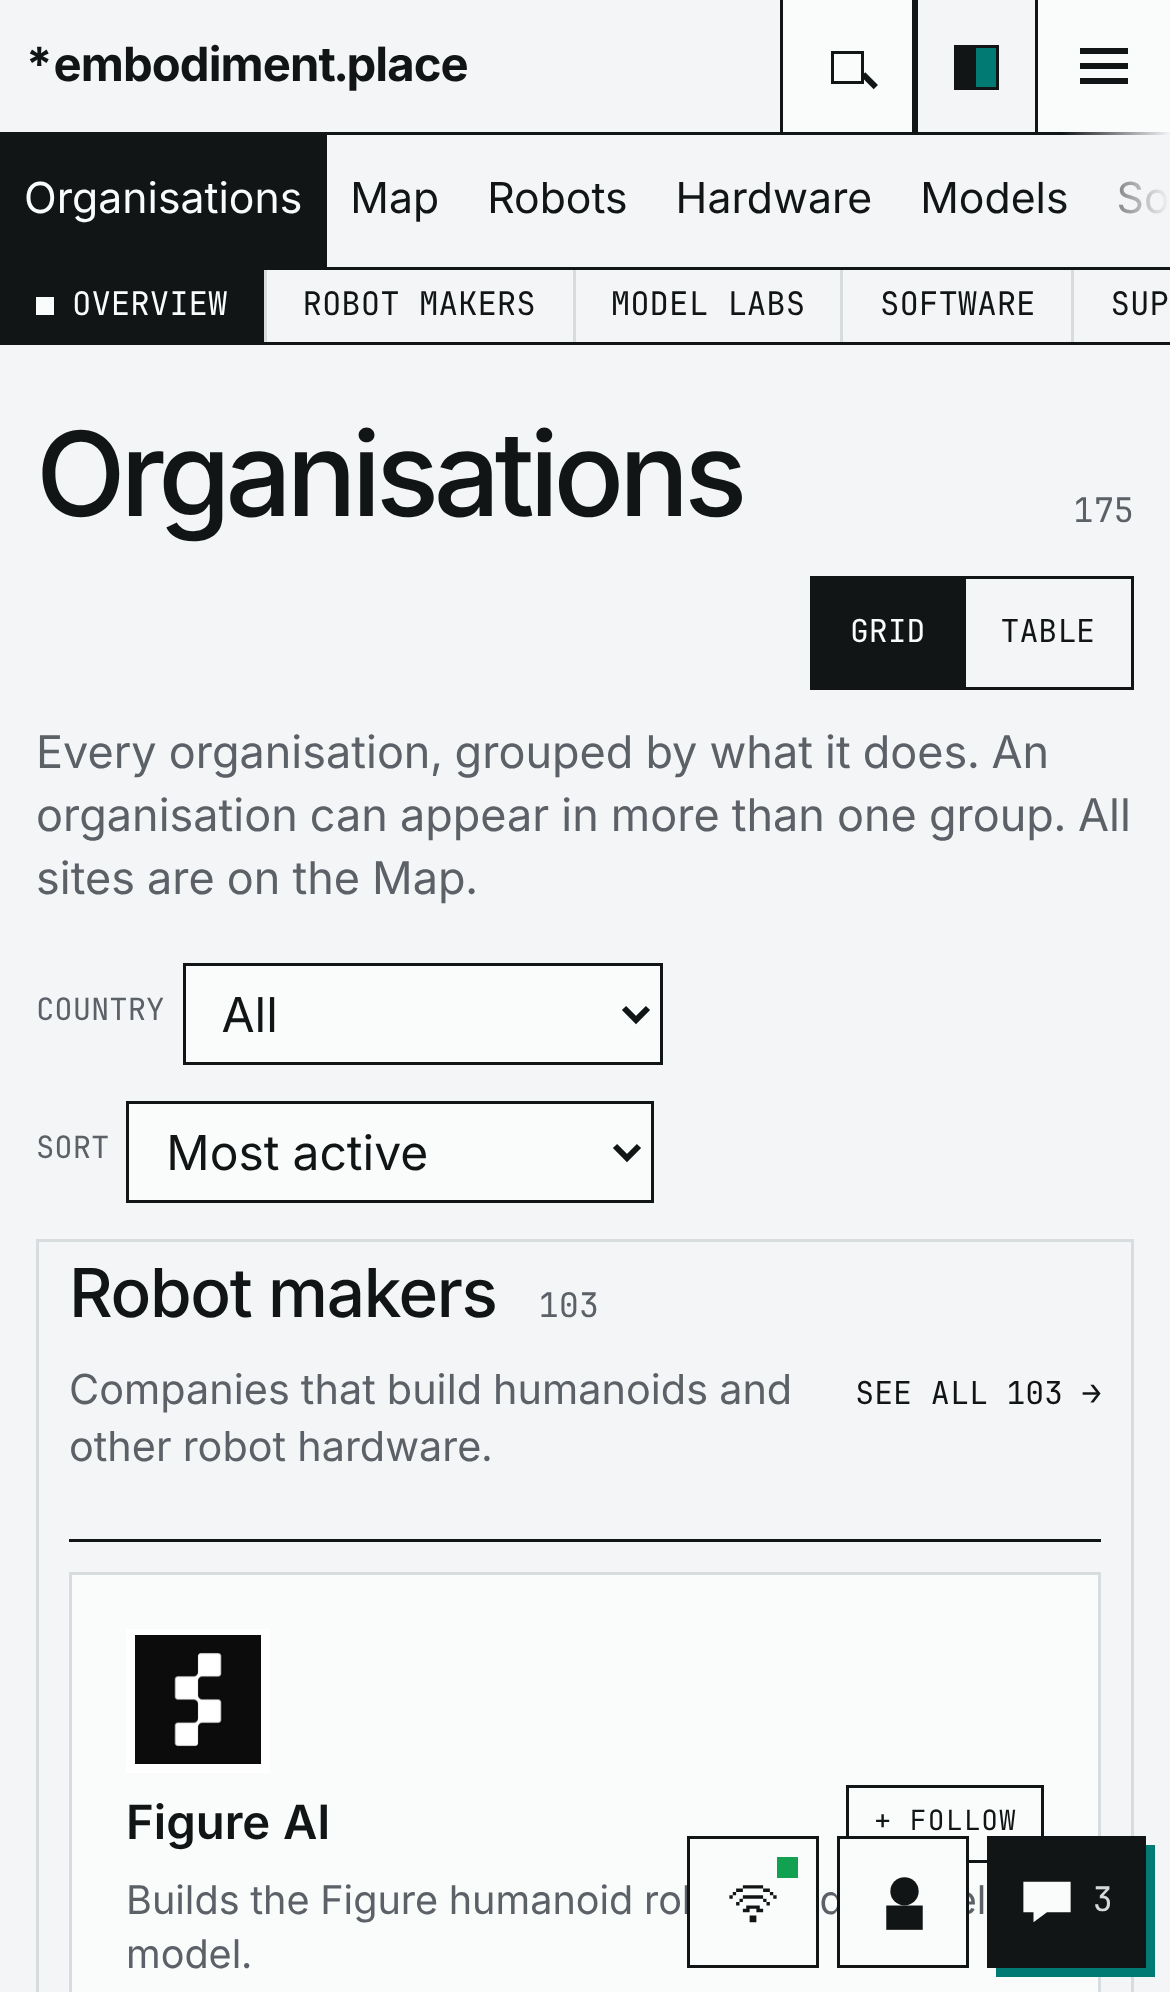 *embodiment.place
Organisations Map Robots Hardware Models So
OVERVIEW ROBOT MAKERS MODEL LABS SOFTWARE SUP
Organisations
175
GRID TABLE
Every organisation, grouped by what it does. An
organisation can appear in more than one group. All
sites are on the Map.
COUNTRY All
SORT Most active
Robot makers 103
Companies that build humanoids and
other robot hardware.
SEE ALL 103 →
Figure AI
+ FOLLOW
Builds the Figure humanoid
model.
3